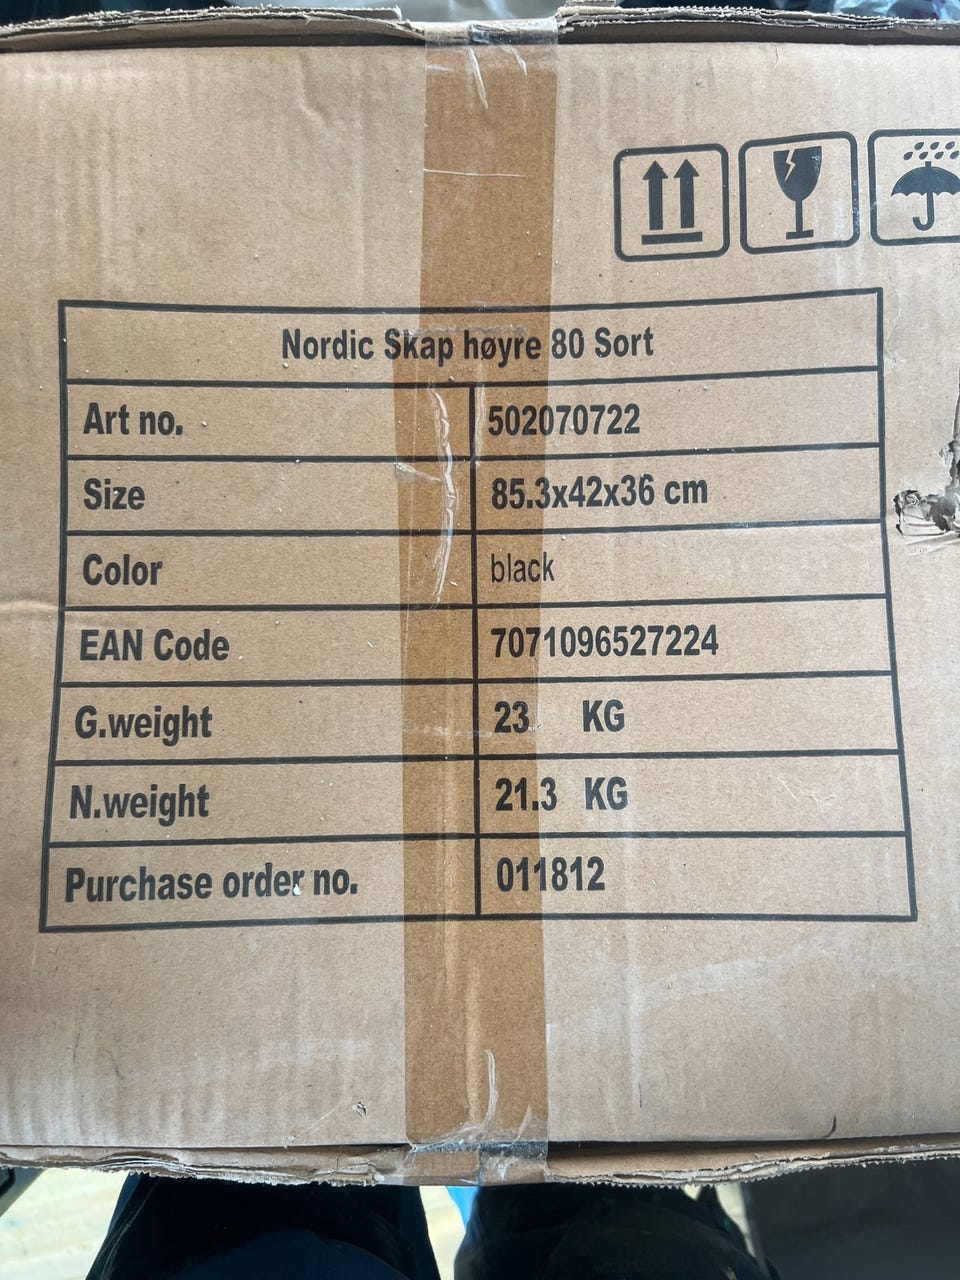 Nordic Skap høyre 80 Sort
Art no. 502070722
Size 85.3x42x36 cm
Color black
EAN Code 7071096527224
G.weight 23 KG
N.weight 21.3 KG
Purchase order no. 011812